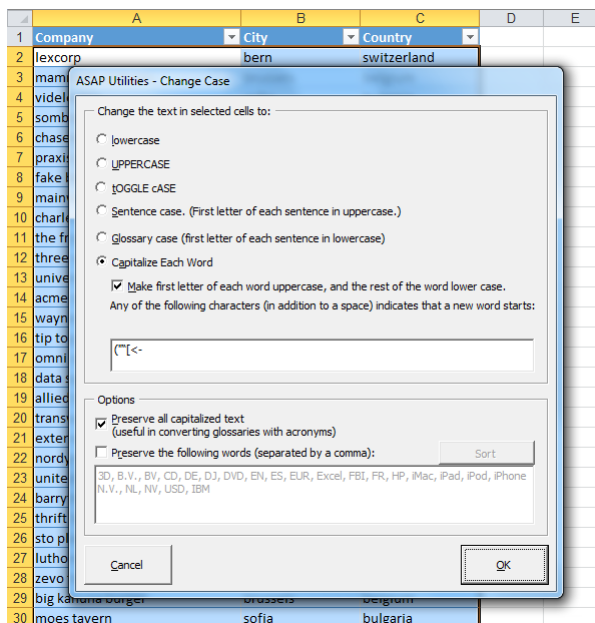 A B C D E
1 Company City Country
2 lexcorp bern switzerland
3
4
5
6
7
8
9
10
11
12
13
14
15
16
17
18
19
20
21
22
23
24
25
26
27
28
29
30 moes tavern sofia bulgaria
acme
data
allied
zevo
big kahuna burger brussels belgium
ASAP Utilities - Change Case
Change the text in selected cells to:
lowercase
UPPERCASE
tOGGLE cASE
Sentence case. (First letter of each sentence in uppercase.)
Glossary case (first letter of each sentence in lowercase)
Capitalize Each Word
Make first letter of each word uppercase, and the rest of the word lower case.
Any of the following characters (in addition to a space) indicates that a new word starts:
(""[<-
Options
Preserve all capitalized text
(useful in converting glossaries with acronyms)
Preserve the following words (separated by a comma):
Sort
3D, B.V., BV, CD, DE, DJ, DVD, EN, ES, EUR, Excel, FBI, FR, HP, iMac, iPad, iPod, iPhone
N.V., NL, NV, USD, IBM
Cancel
OK